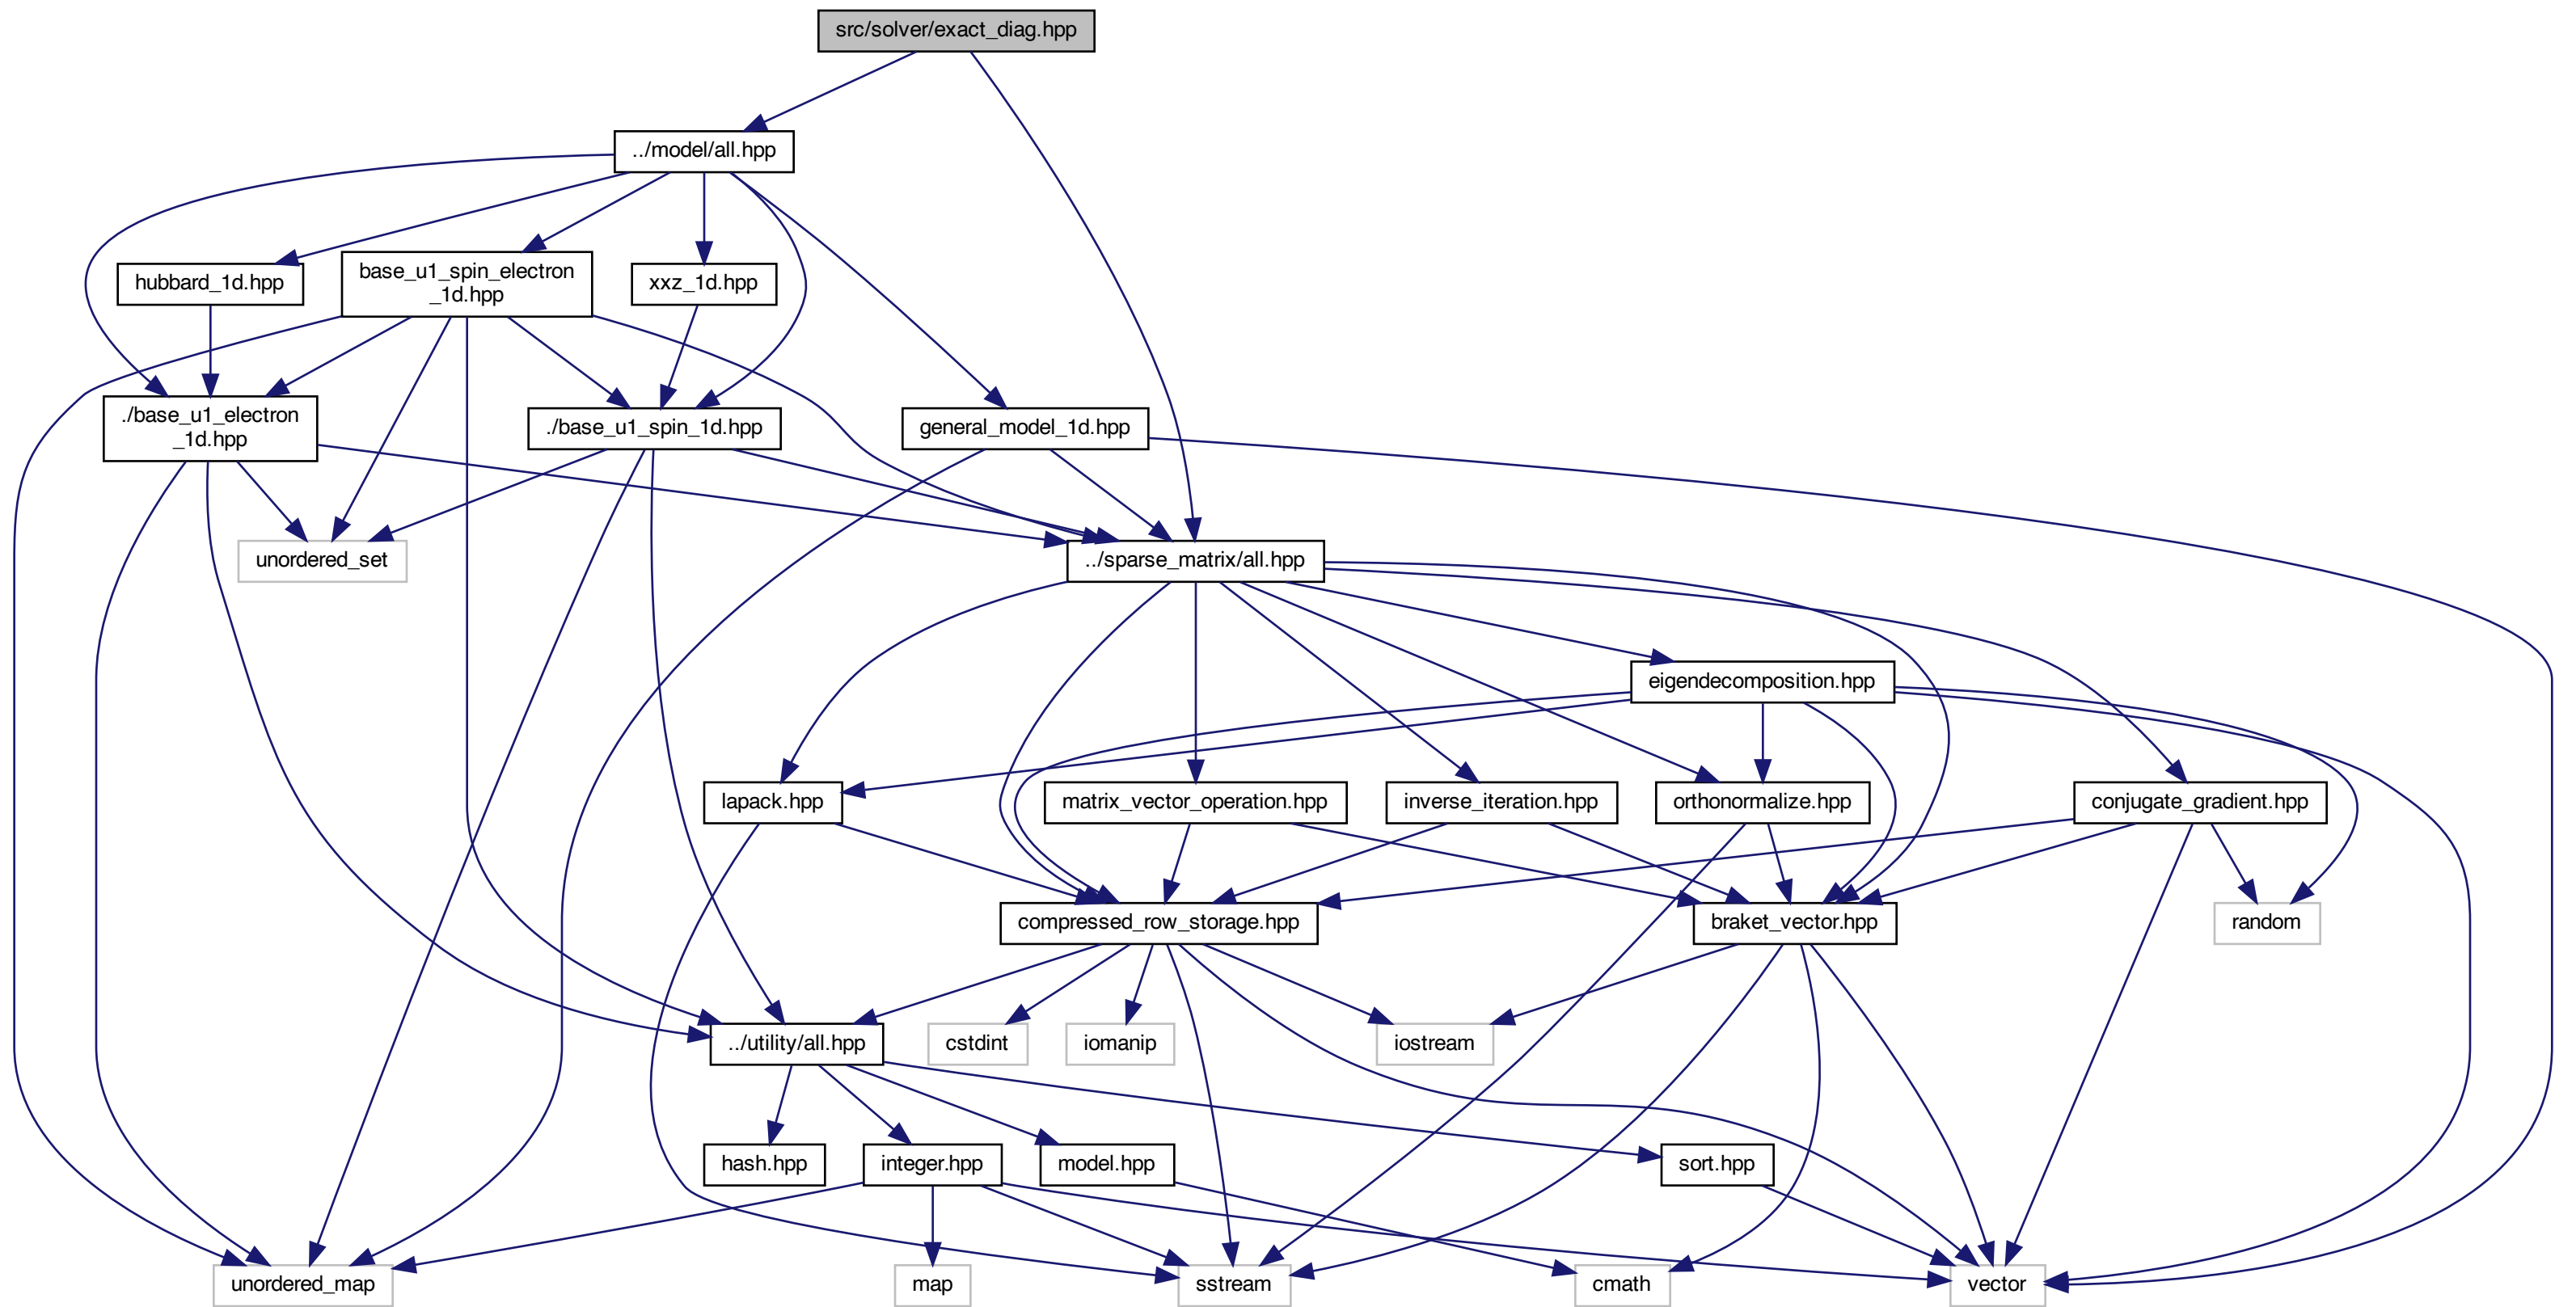 src/solver/exact_diag.hpp
../model/all.hpp
hubbard_1d.hpp
base_u1_spin_electron
_1d.hpp
xxz_1d.hpp
./base_u1_electron
_1d.hpp
./base_u1_spin_1d.hpp
general_model_1d.hpp
unordered_set
../sparse_matrix/all.hpp
eigendecomposition.hpp
lapack.hpp
matrix_vector_operation.hpp
inverse_iteration.hpp
orthonormalize.hpp
conjugate_gradient.hpp
compressed_row_storage.hpp
braket_vector.hpp
random
../utility/all.hpp
cstdint
iomanip
iostream
hash.hpp
integer.hpp
model.hpp
sort.hpp
unordered_map
map
sstream
cmath
vector